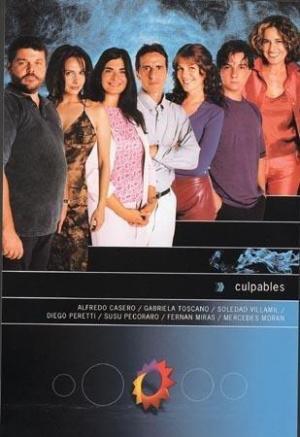 culpables
ALFREDO CASERO / GABRIELA TOSCANO / SOLEDAD VILLAMIL /
DIEGO PERETTI / SUSU PECORARO / FERNAN MIRAS / MERCEDES MORAN